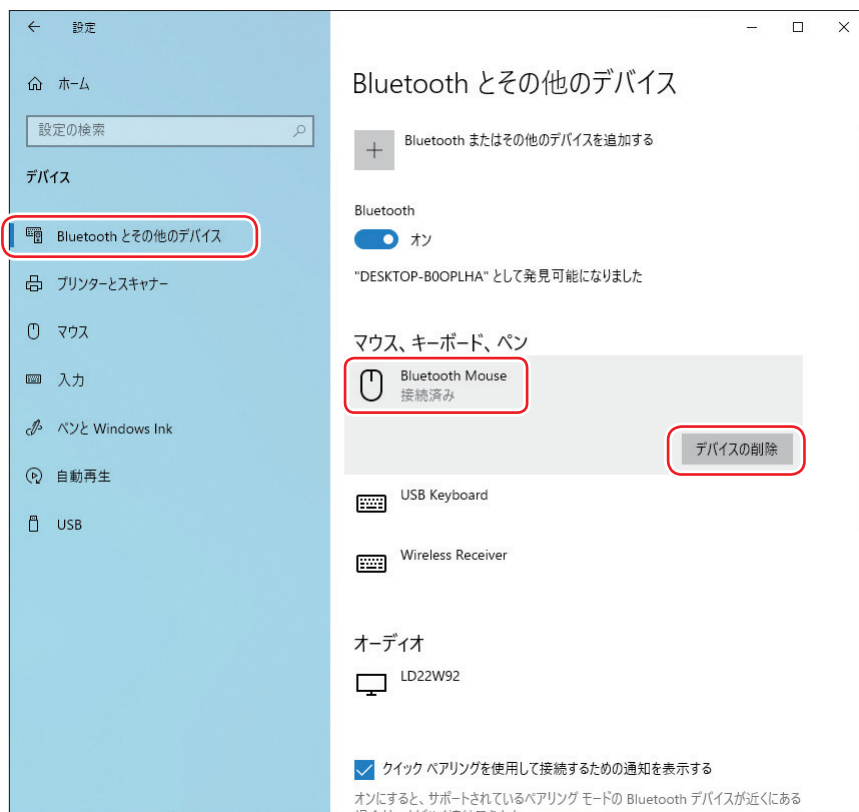 設定
ホーム
設定の検索
デバイス
Bluetooth とその他のデバイス
プリンターとスキャナー
マウス
入力
ペンと Windows Ink
自動再生
USB
Bluetooth とその他のデバイス
Bluetooth またはその他のデバイスを追加する
Bluetooth
オン
"DESKTOP-B0OPLHA" として発見可能になりました
マウス、キーボード、ペン
Bluetooth Mouse
接続済み
デバイスの削除
USB Keyboard
Wireless Receiver
オーディオ
LD22W92
クイック ペアリングを使用して接続するための通知を表示する
オンにすると、サポートされているペアリング モードの Bluetooth デバイスが近くにある